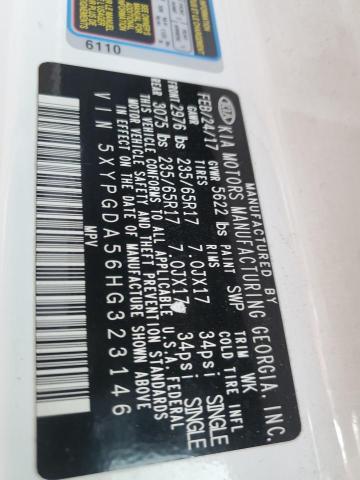 6110
MANUFACTURED BY
KIA MOTORS MANUFACTURING GEORGIA, INC.
FEB/24/17 GVWR 5622 lbs PAINT SWP TRIM WK
GAWR TIRES RIMS COLD TIRE INFL
FRONT 2976 lbs 235/65R17 7.0JX17 34psi SINGLE
REAR 3075 lbs 235/65R17 7.0JX17 34psi SINGLE
THIS VEHICLE CONFORMS TO ALL APPLICABLE U.S.A. FEDERAL
MOTOR VEHICLE SAFETY AND THEFT PREVENTION STANDARDS
IN EFFECT ON THE DATE OF MANUFACTURE SHOWN ABOVE
VIN 5XYPGDA56HG323146
MPV